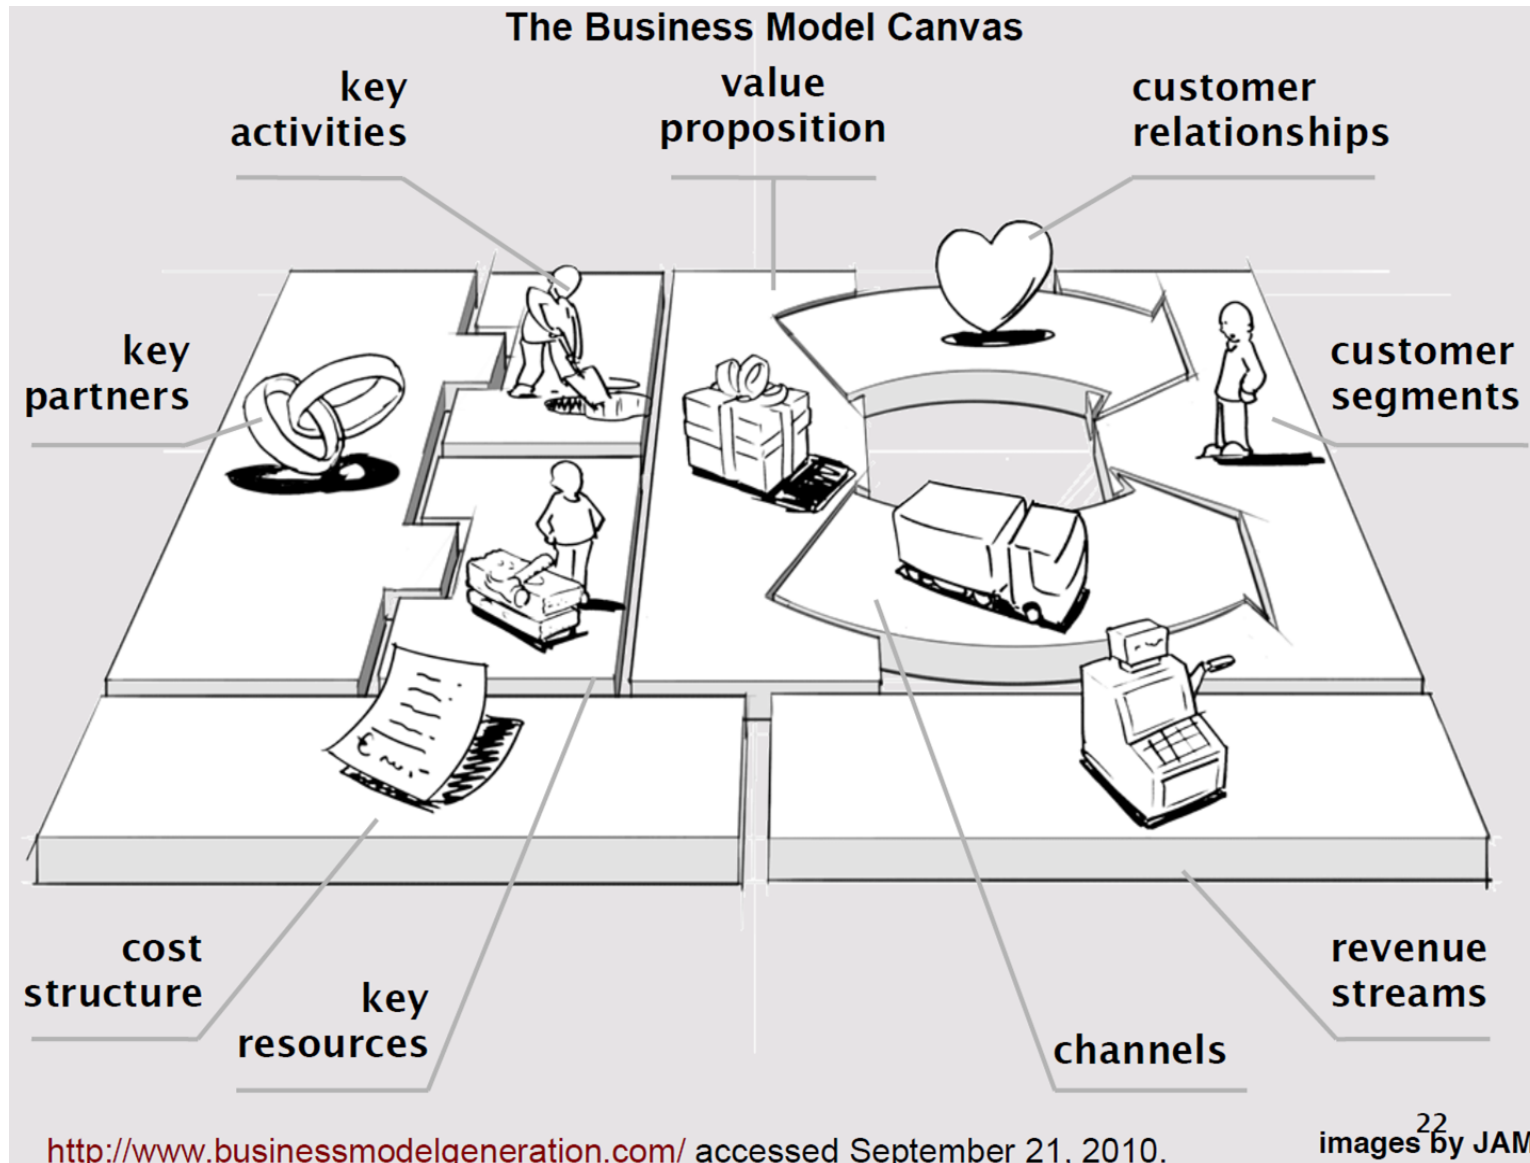 The Business Model Canvas
key
activities
value
proposition
customer
relationships
key
partners
customer
segments
cost
structure
key
resources
channels
revenue
streams
22
http://www.businessmodelgeneration.com/ accessed September 21, 2010.
images by JAM